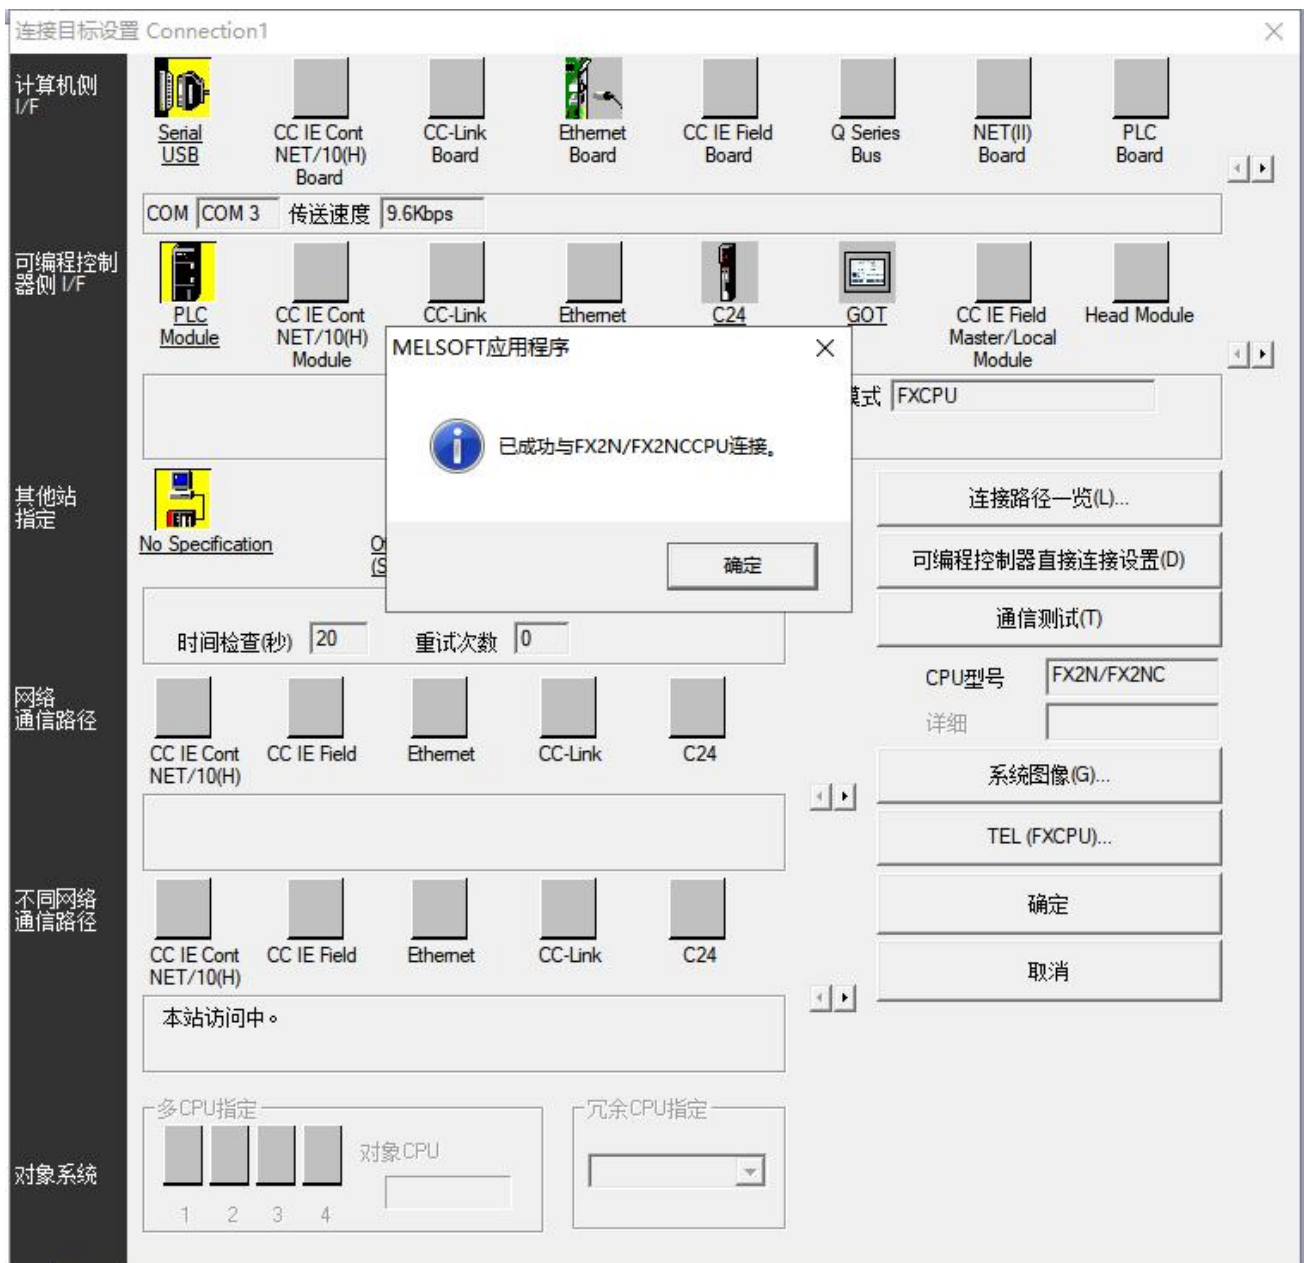 连接目标设置 Connection1
计算机侧
I/F
Serial
USB
CC IE Cont
NET/10(H)
Board
CC-Link
Board
Ethernet
Board
CC IE Field
Board
Q Series
Bus
NET(II)
Board
PLC
Board
COM COM 3 传送速度 9.6Kbps
可编程控制
器侧 I/F
PLC
Module
CC IE Cont
NET/10(H)
Module
CC-Link
Ethernet
C24
GOT
CC IE Field
Master/Local
Module
Head Module
模式 FXCPU
MELSOFT应用程序
已成功与FX2N/FX2NCCPU连接。
确定
其他站
指定
No Specification
连接路径一览(L)...
可编程控制器直接连接设置(D)
通信测试(T)
时间检查(秒) 20 重试次数 0
CPU型号 FX2N/FX2NC
详细
系统图像(G)...
TEL (FXCPU)...
确定
取消
网络
通信路径
CC IE Cont
NET/10(H)
CC IE Field
Ethernet
CC-Link
C24
不同网络
通信路径
CC IE Cont
NET/10(H)
CC IE Field
Ethernet
CC-Link
C24
本站访问中。
多CPU指定
对象CPU
1 2 3 4
冗余CPU指定
对象系统